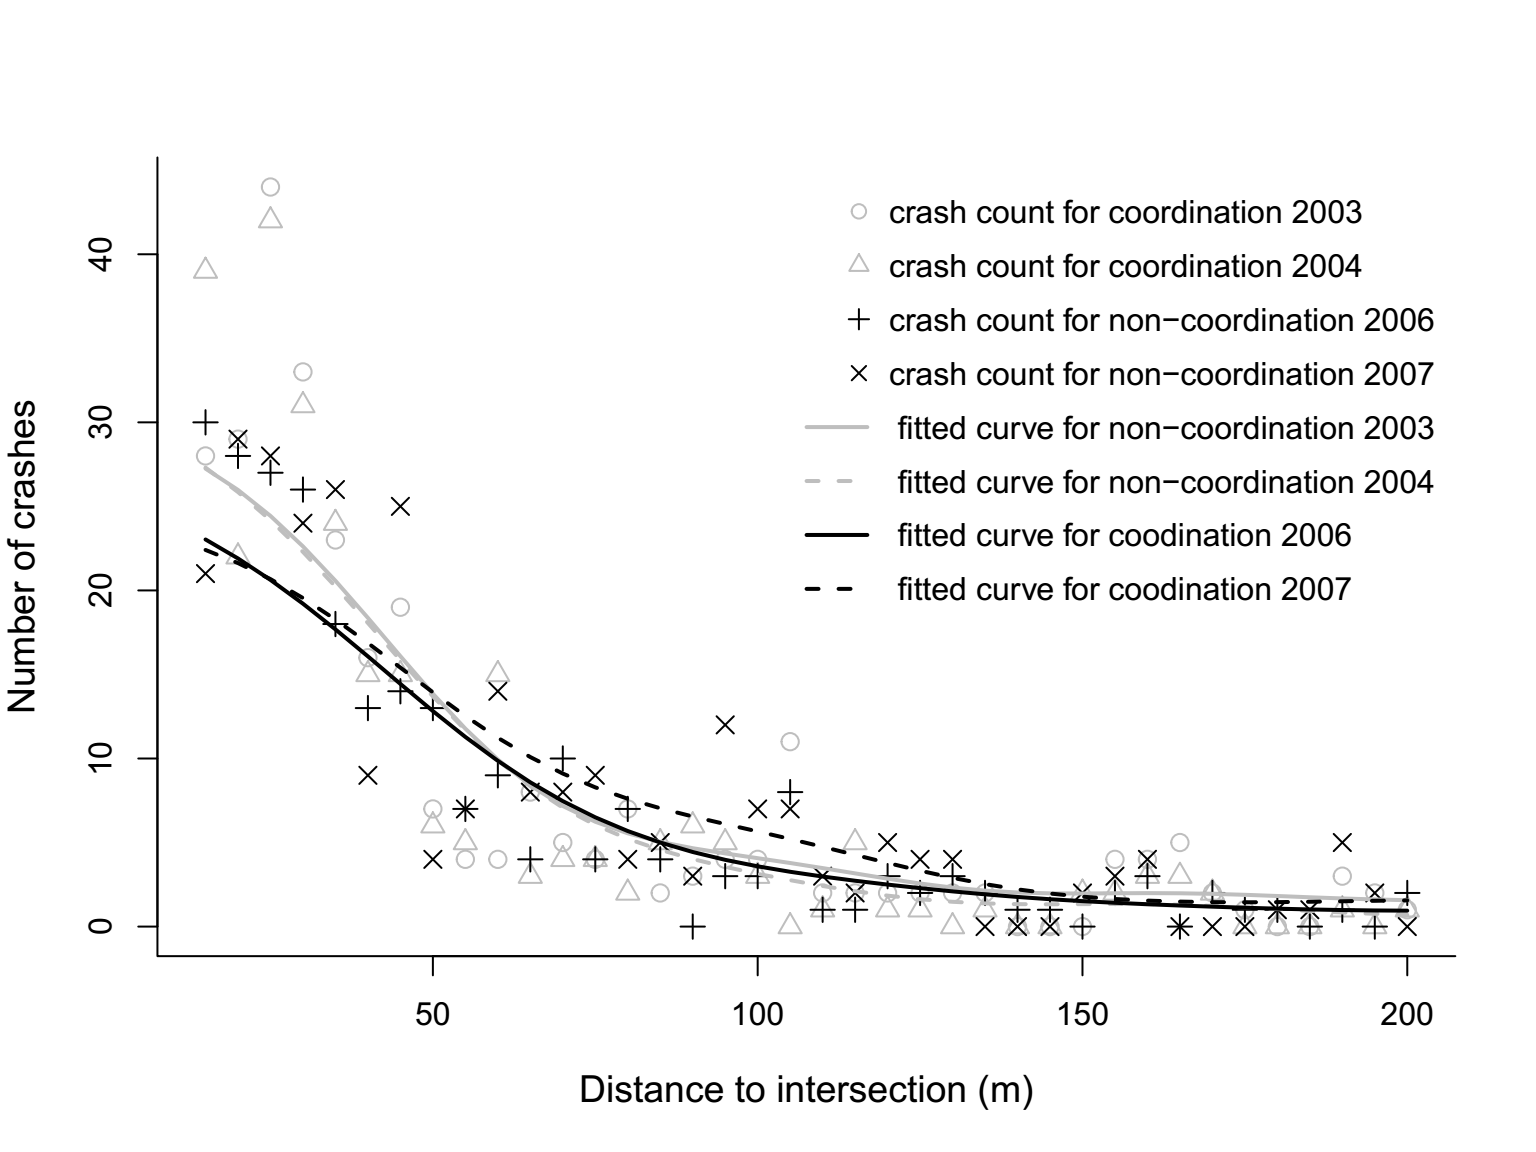 crash count for coordination 2003
crash count for coordination 2004
crash count for non−coordination 2006
crash count for non−coordination 2007
fitted curve for non−coordination 2003
fitted curve for non−coordination 2004
fitted curve for coodination 2006
fitted curve for coodination 2007
Number of crashes
40
30
20
10
0
50 100 150 200
Distance to intersection (m)